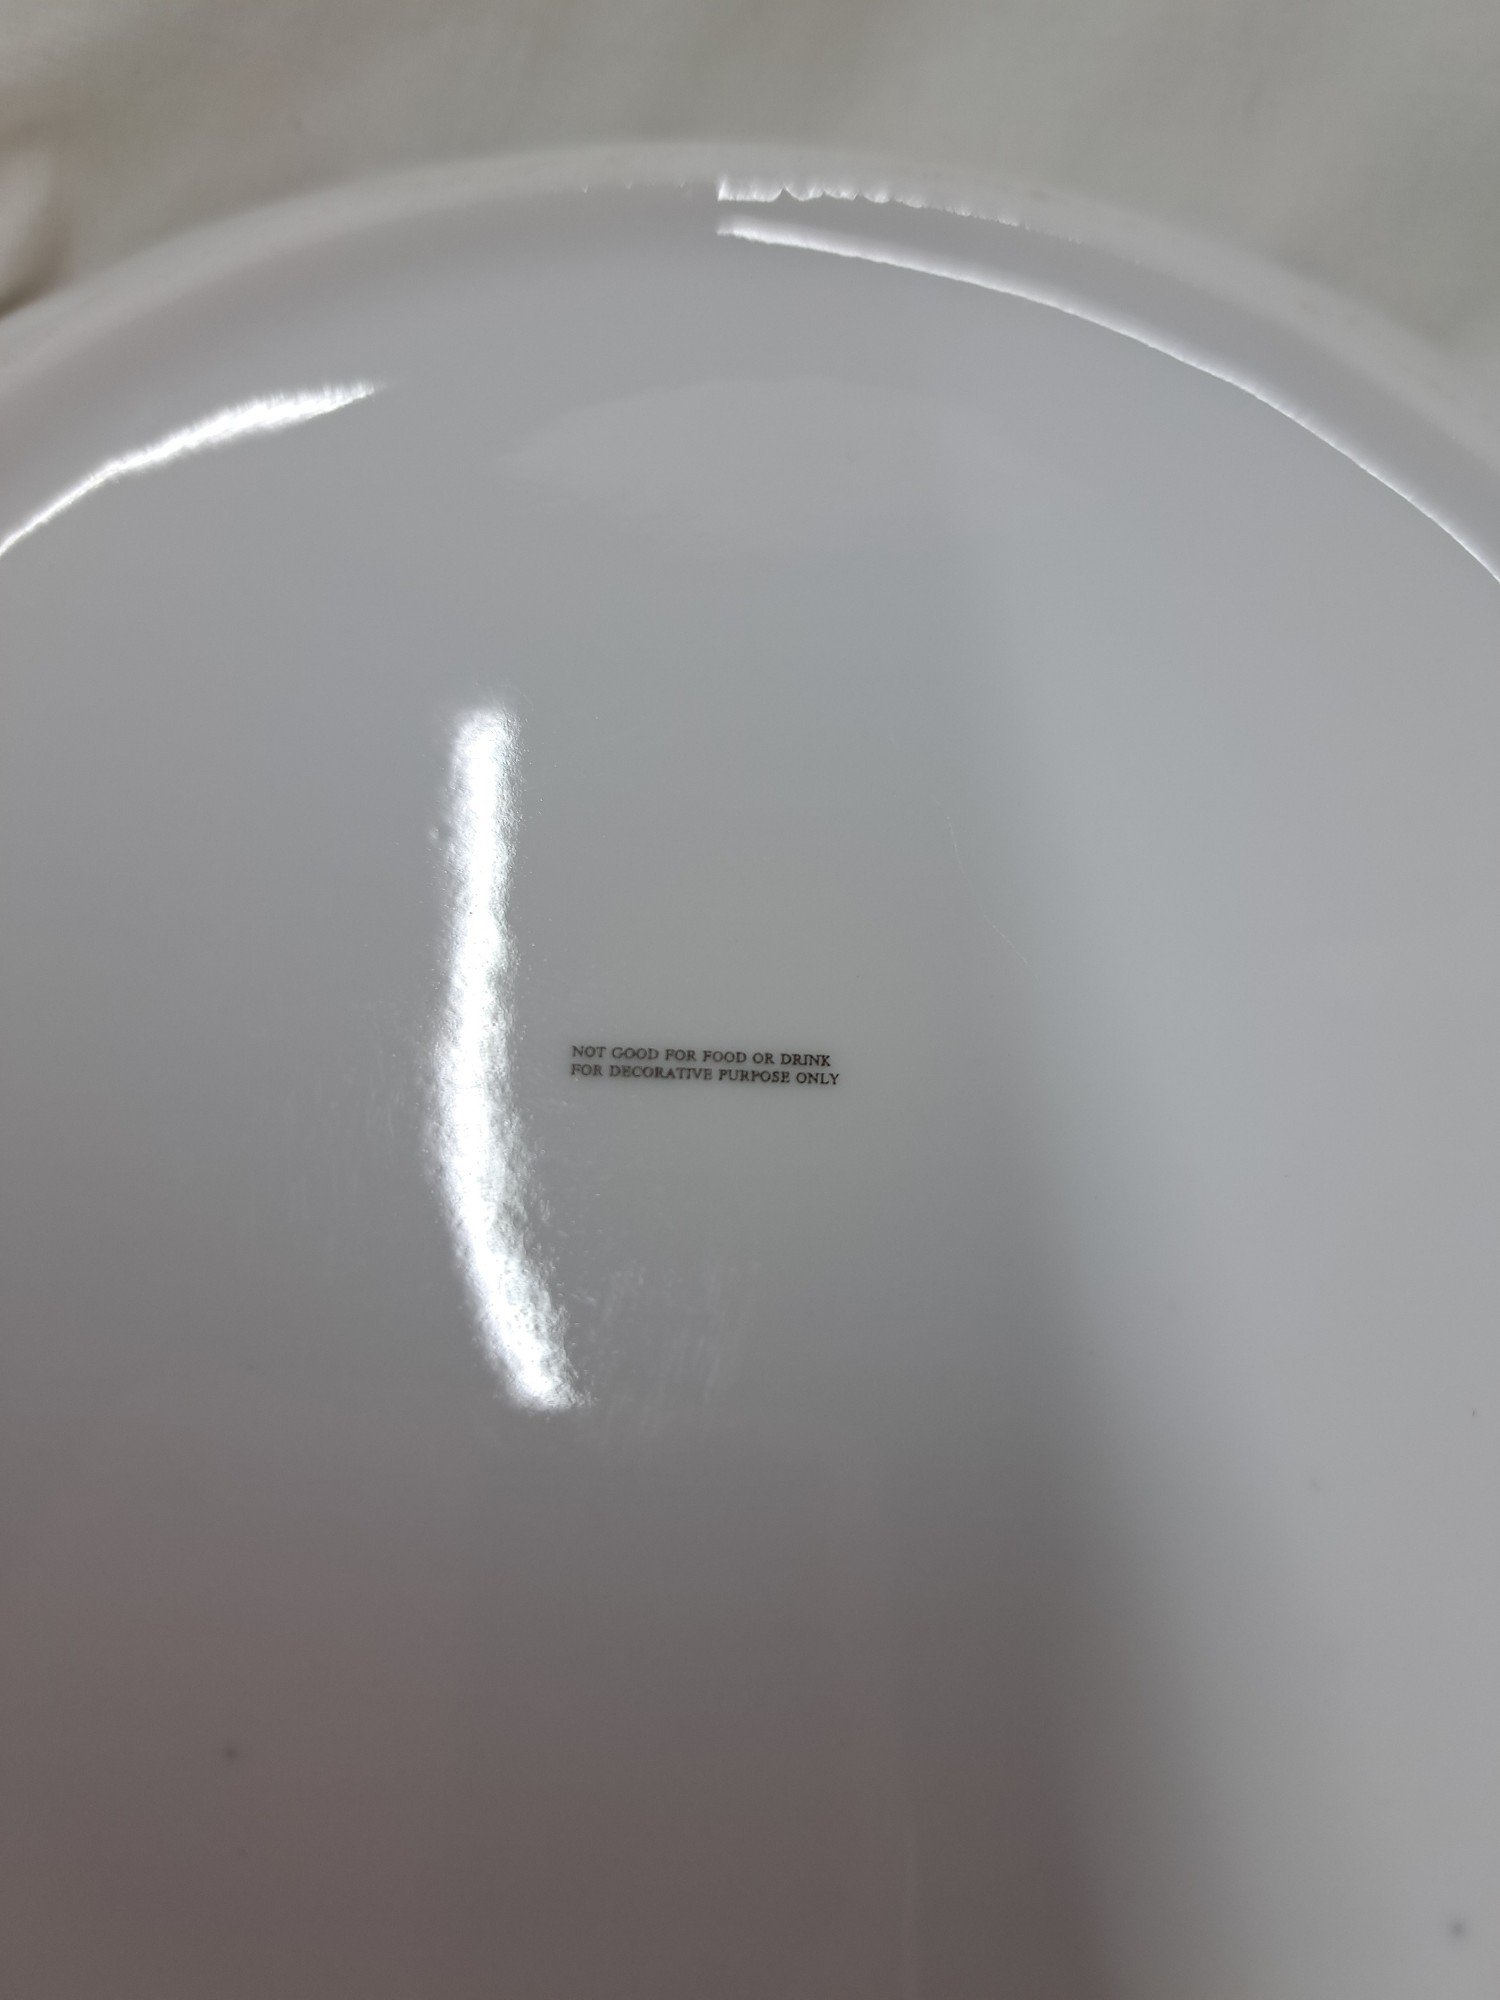 NOT GOOD FOR FOOD OR DRINK
FOR DECORATIVE PURPOSE ONLY